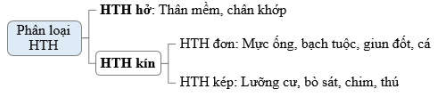 Phân loại
HTH
HTH hở: Thân mềm, chân khớp
HTH kín
HTH đơn: Mực ống, bạch tuộc, giun đốt, cá
HTH kép: Lưỡng cư, bò sát, chim, thú